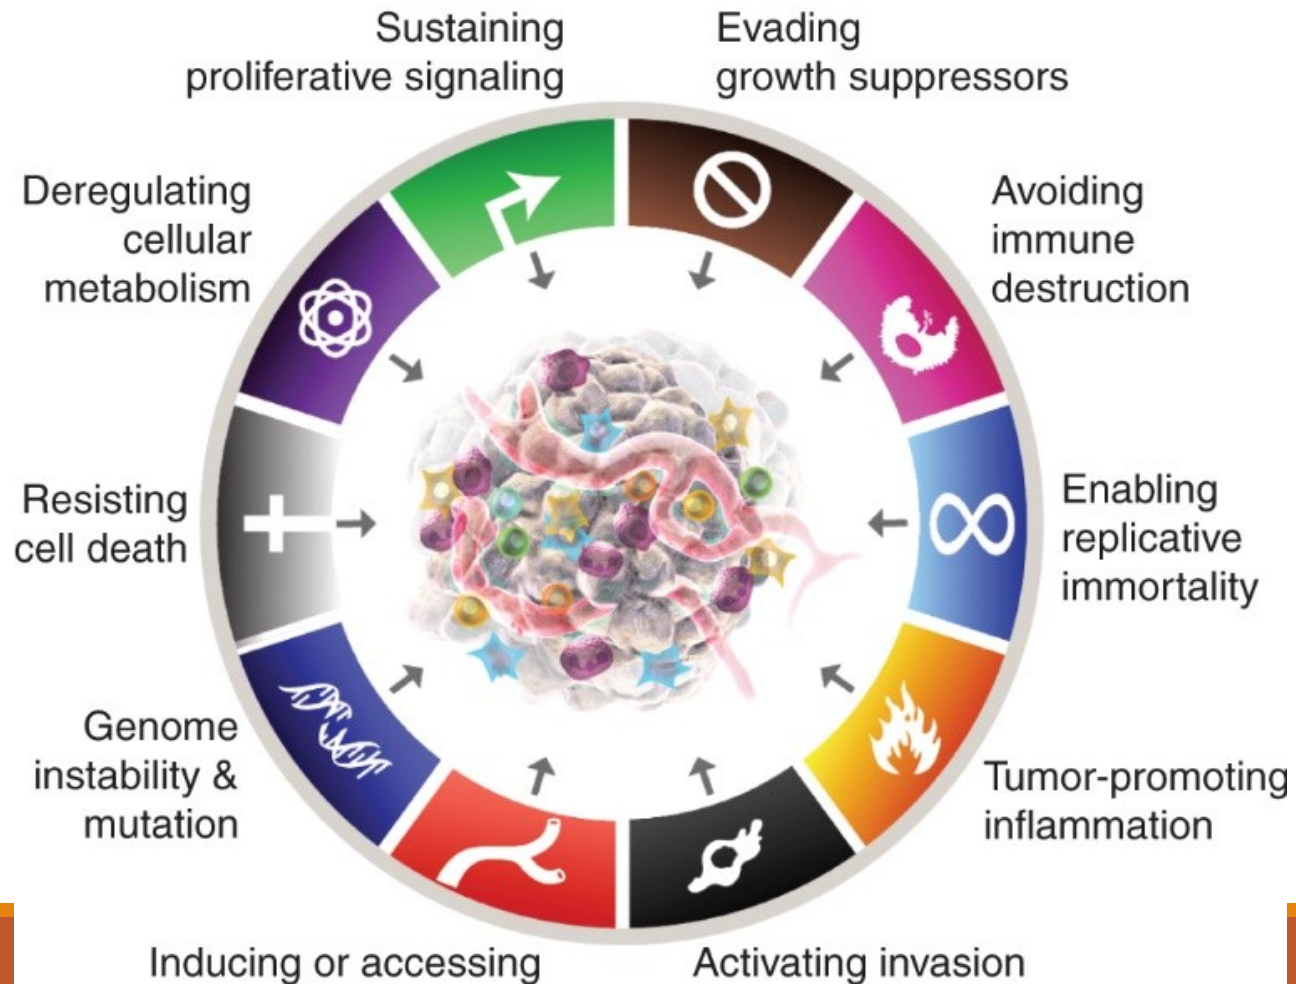 Sustaining
proliferative signaling
Evading
growth suppressors
Avoiding
immune
destruction
Enabling
replicative
immortality
Tumor-promoting
inflammation
Activating invasion
Inducing or accessing
Genome
instability &
mutation
Resisting
cell death
Deregulating
cellular
metabolism